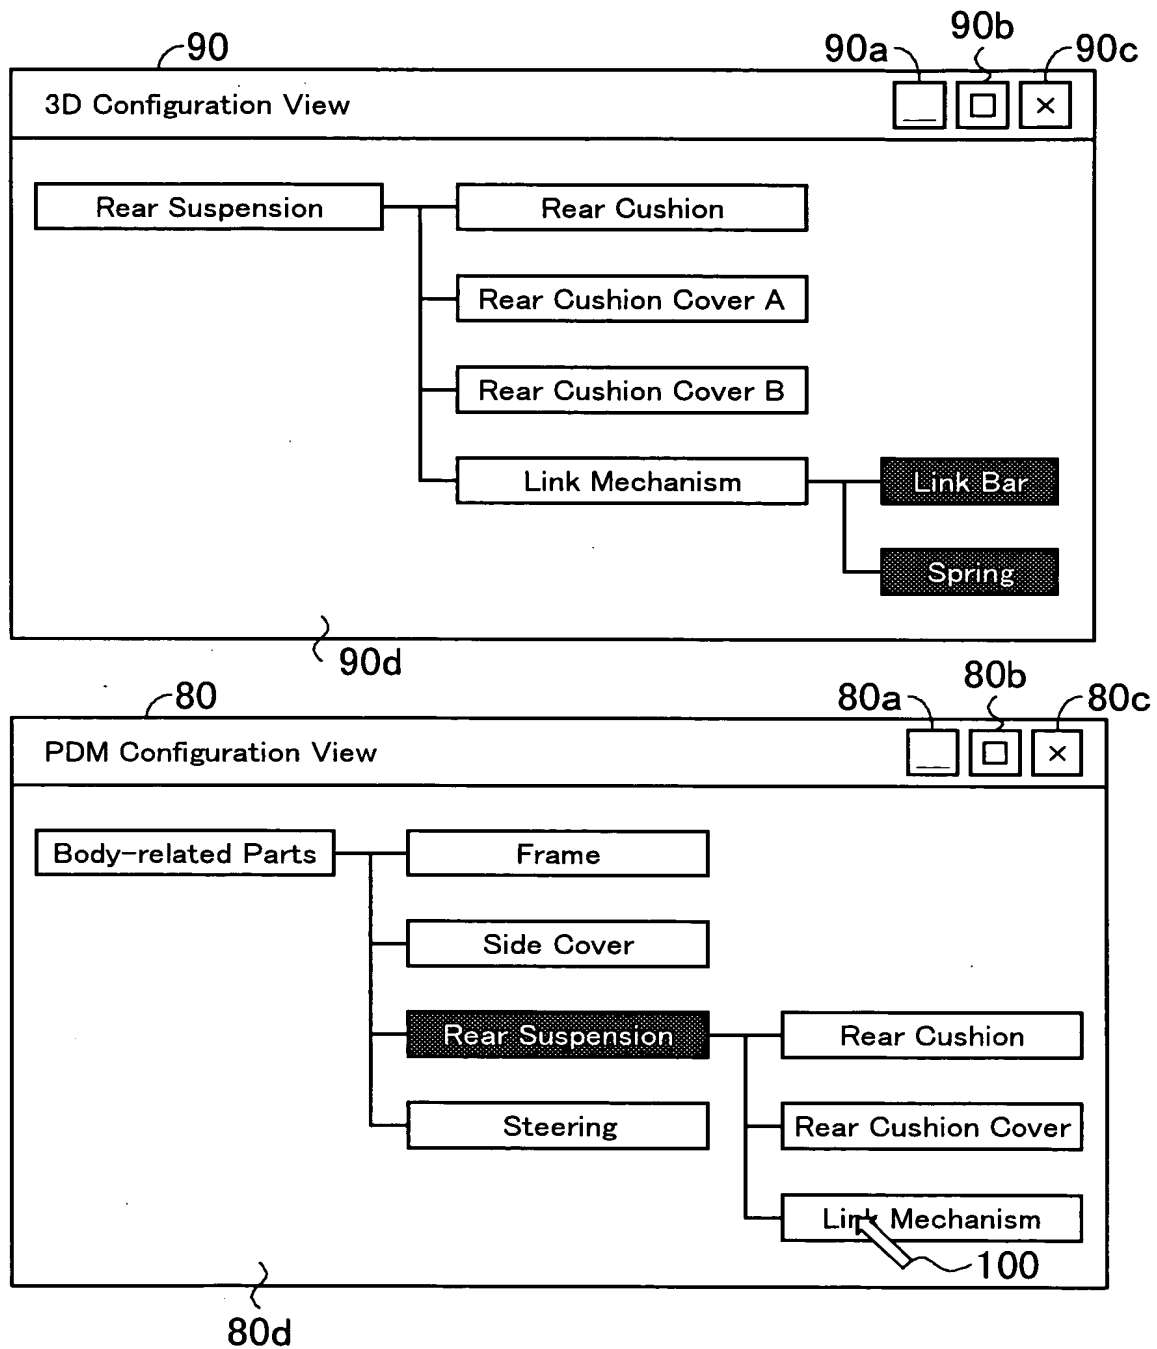 90
90a
90b
90c
3D Configuration View
Rear Suspension
Rear Cushion
Rear Cushion Cover A
Rear Cushion Cover B
Link Mechanism
Link Bar
Spring
90d
80
80a
80b
80c
PDM Configuration View
Body-related Parts
Frame
Side Cover
Rear Suspension
Rear Cushion
Steering
Rear Cushion Cover
Link Mechanism
100
80d